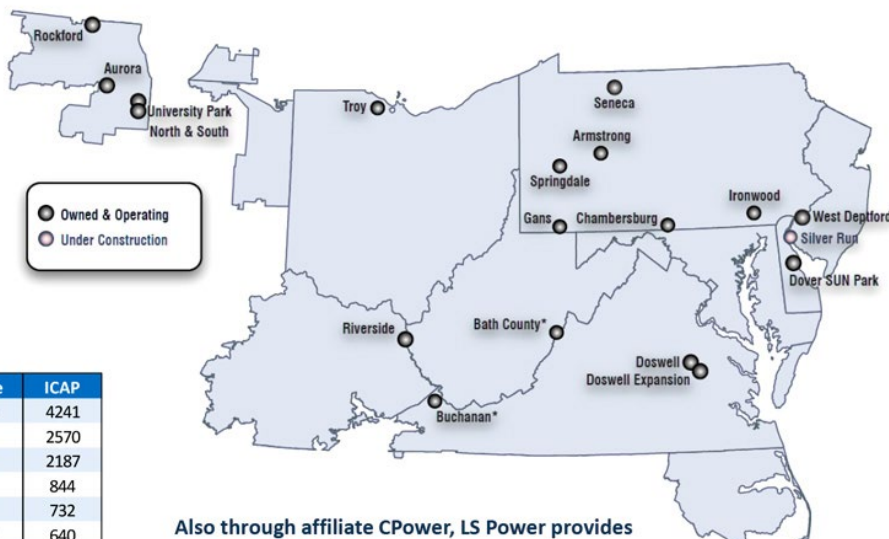 Rockford
Aurora
University Park
North & South
Troy
Seneca
Armstrong
Springdale
Ironwood
Gans
Chambersburg
West Deptford
Silver Run
Dover SUN Park
Owned & Operating
Under Construction
Riverside
Bath County*
Doswell
Doswell Expansion
Buchanan*
e ICAP
4241
2570
2187
844
732
640
Also through affiliate CPower, LS Power provides